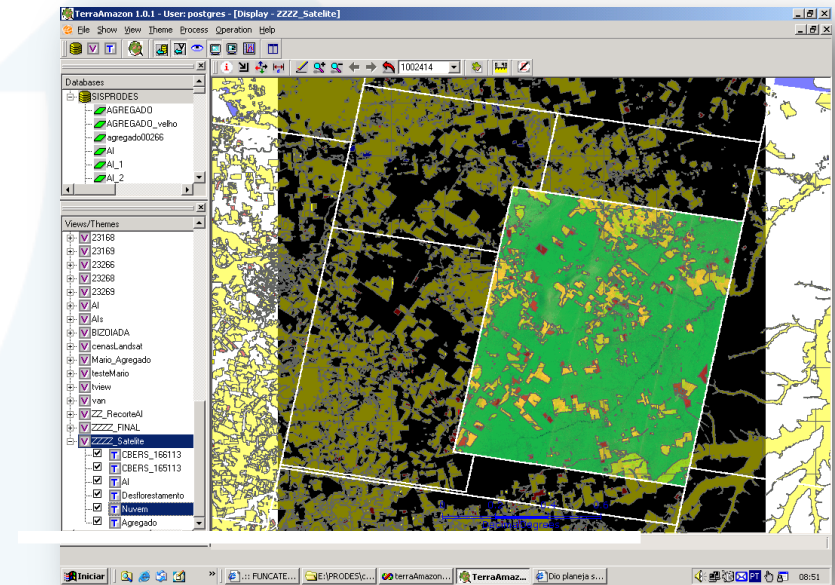 TerraAmazon 1.0.1 - User: postgres - [Display - ZZZZ_Satelite]
File Show View Theme Process Operation Help
1002414
Databases
SISPRODES
AGREGADO
AGREGADO_velho
agregado00266
AI
AI_1
AI_2
Views/Themes
23168
23169
23266
23268
23269
AI
AIs
BIZOIADA
cenasLandsat
Mario_Agregado
testeMario
tview
van
ZZ_RecorteAI
ZZZZ_FINAL
ZZZZ_Satelite
CBERS_166113
CBERS_165113
AI
Desflorestamento
Nuvem
Agregado
Iniciar
.:: FUNCATE...
E:\PRODES\c...
terraAmazon...
TerraAmaz...
Dio planeja s...
PT
08:51